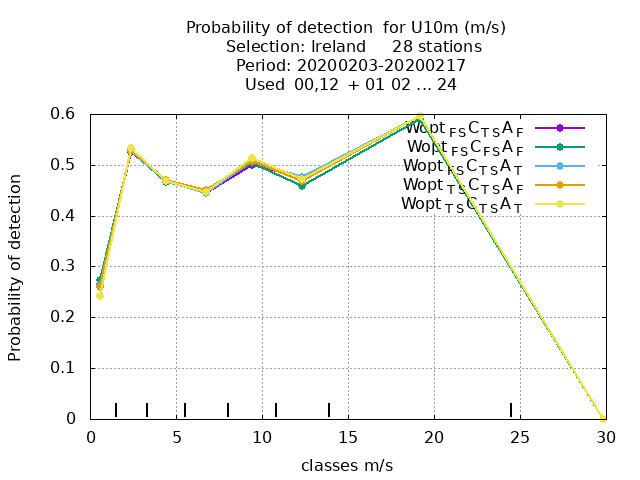 Probability of detection for U10m (m/s)
Selection: Ireland 28 stations
Period: 20200203-20200217
Used 00,12 + 01 02 ... 24
Probability of detection
0.6
0.5
0.4
0.3
0.2
0.1
0
Wopt FS C TS A F
Wopt FS C FS A F
Wopt FS C TS A T
Wopt TS C TS A F
Wopt TS C TS A T
0 5 10 15 20 25 30
classes m/s